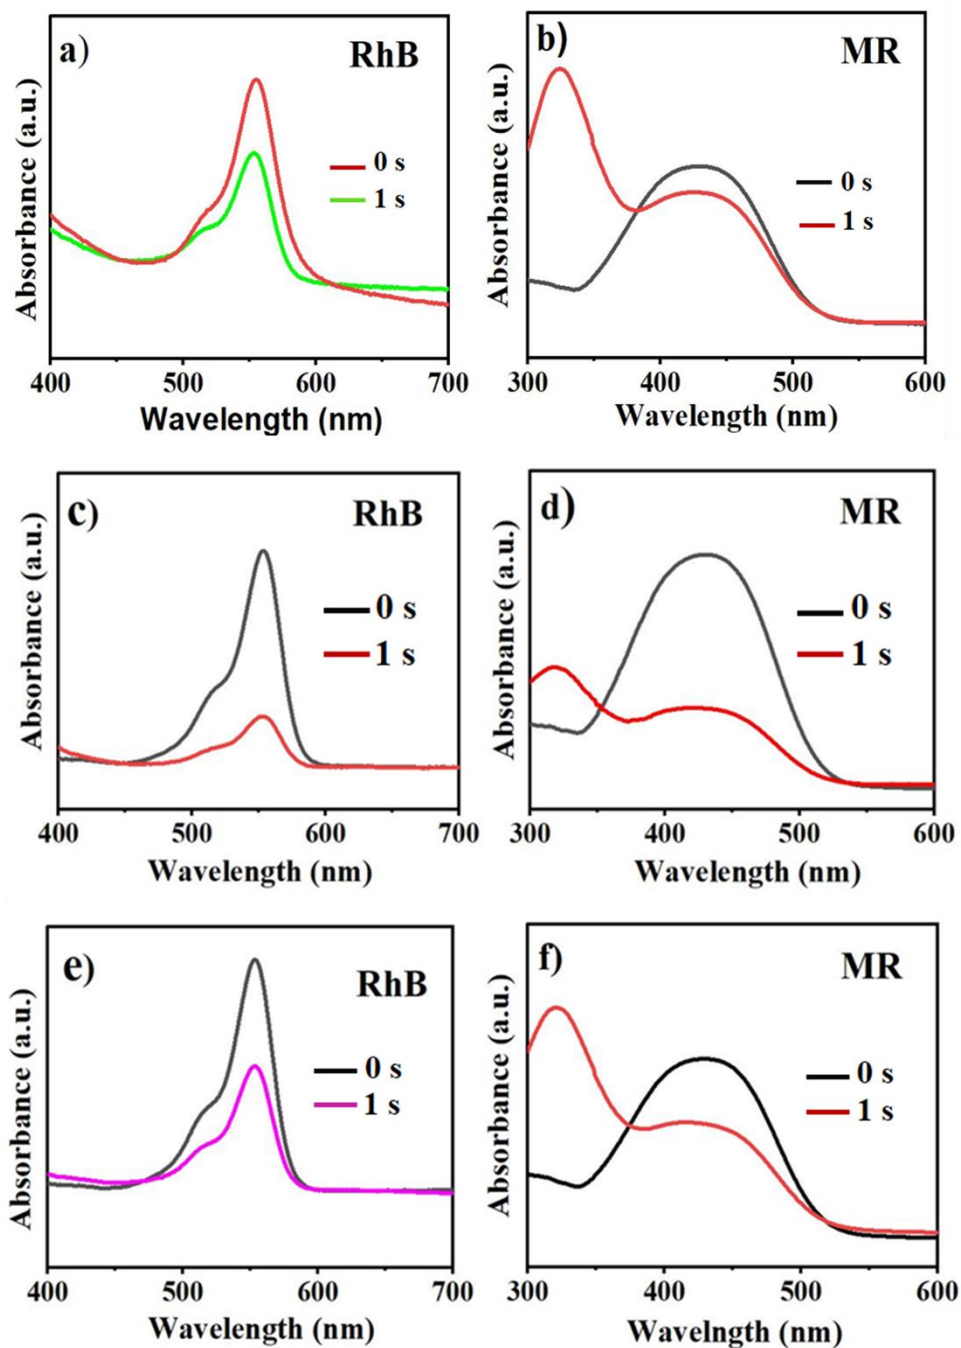 a)
RhB
0 s
1 s
Absorbance (a.u.)
400 500 600 700
Wavelength (nm)
b)
MR
0 s
1 s
Absorbance (a.u.)
300 400 500 600
Wavelength (nm)
c)
RhB
0 s
1 s
Absorbance (a.u.)
400 500 600 700
Wavelength (nm)
d)
MR
0 s
1 s
Absorbance (a.u.)
300 400 500 600
Wavelength (nm)
e)
RhB
0 s
1 s
Absorbance (a.u.)
400 500 600 700
Wavelength (nm)
f)
MR
0 s
1 s
Absorbance (a.u.)
300 400 500 600
Wavelngth (nm)